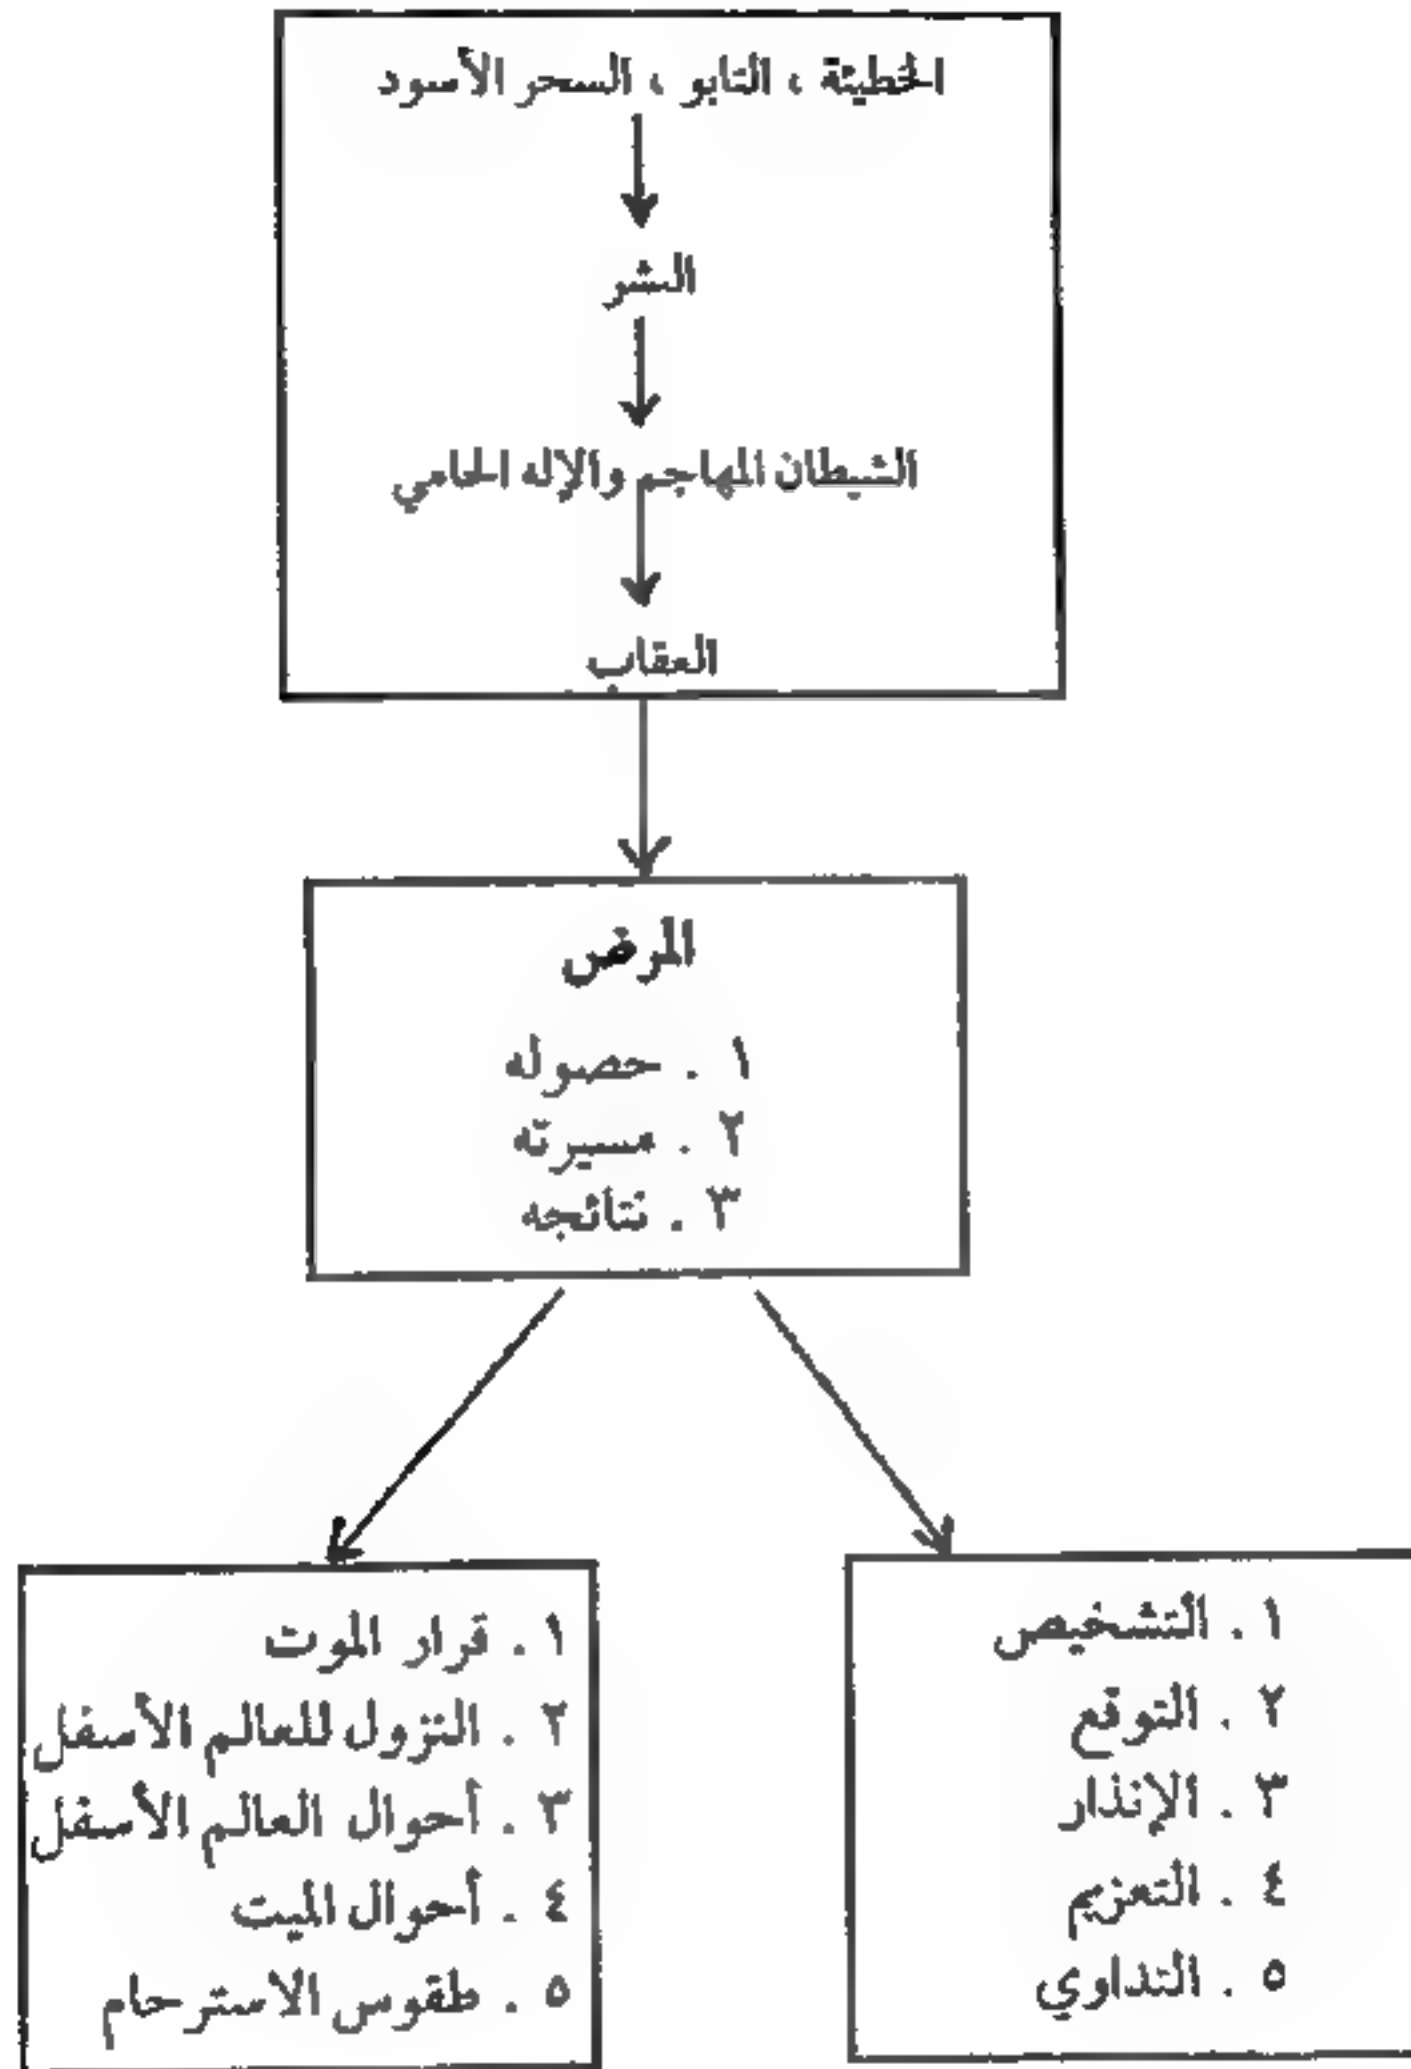 الخطيئة ، التابو ، السحر الأسود
الشر
الشيطان المهاجم والإله الحامي
العقاب
المرض
١ . حصوله
٢ . مسيرته
٣ . نتائجه
١ . التشخيص
٢ . التوقع
٣ . الإنذار
٤ . التعزيم
٥ . التداوي
١ . قرار الموت
٢ . النزول للعالم الأسفل
٣ . أحوال العالم الأسفل
٤ . أحوال الميت
٥ . طقوس الاسترحام